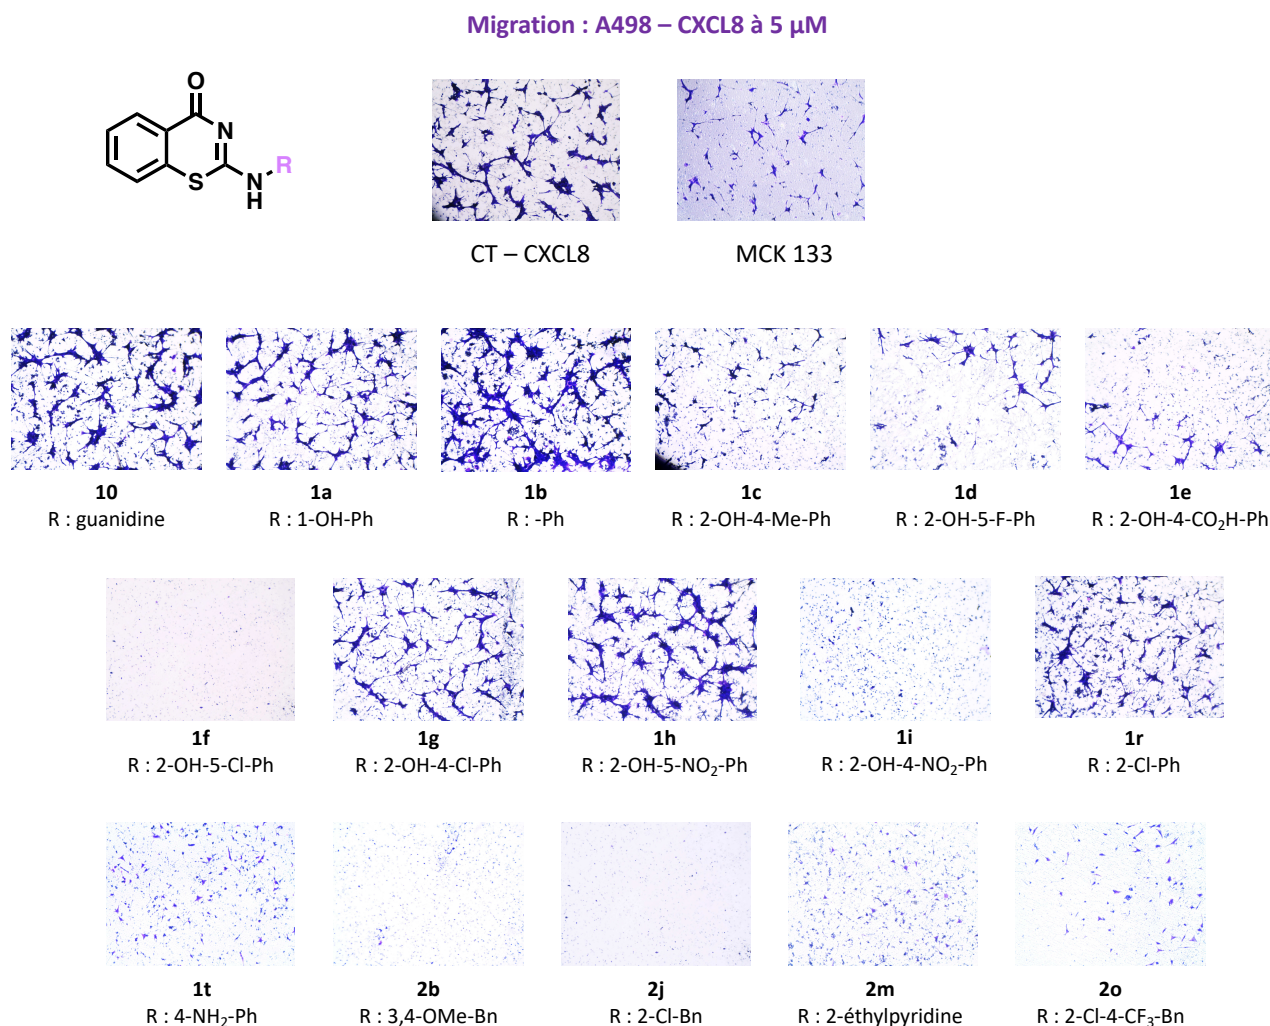 Migration : A498 – CXCL8 à 5 µM
O
N
S
N
H
R
CT – CXCL8
MCK 133
10
R : guanidine
1a
R : 1-OH-Ph
1b
R : -Ph
1c
R : 2-OH-4-Me-Ph
1d
R : 2-OH-5-F-Ph
1e
R : 2-OH-4-CO₂H-Ph
1f
R : 2-OH-5-Cl-Ph
1g
R : 2-OH-4-Cl-Ph
1h
R : 2-OH-5-NO₂-Ph
1i
R : 2-OH-4-NO₂-Ph
1r
R : 2-Cl-Ph
1t
R : 4-NH₂-Ph
2b
R : 3,4-OMe-Bn
2j
R : 2-Cl-Bn
2m
R : 2-éthylpyridine
2o
R : 2-Cl-4-CF₃-Bn